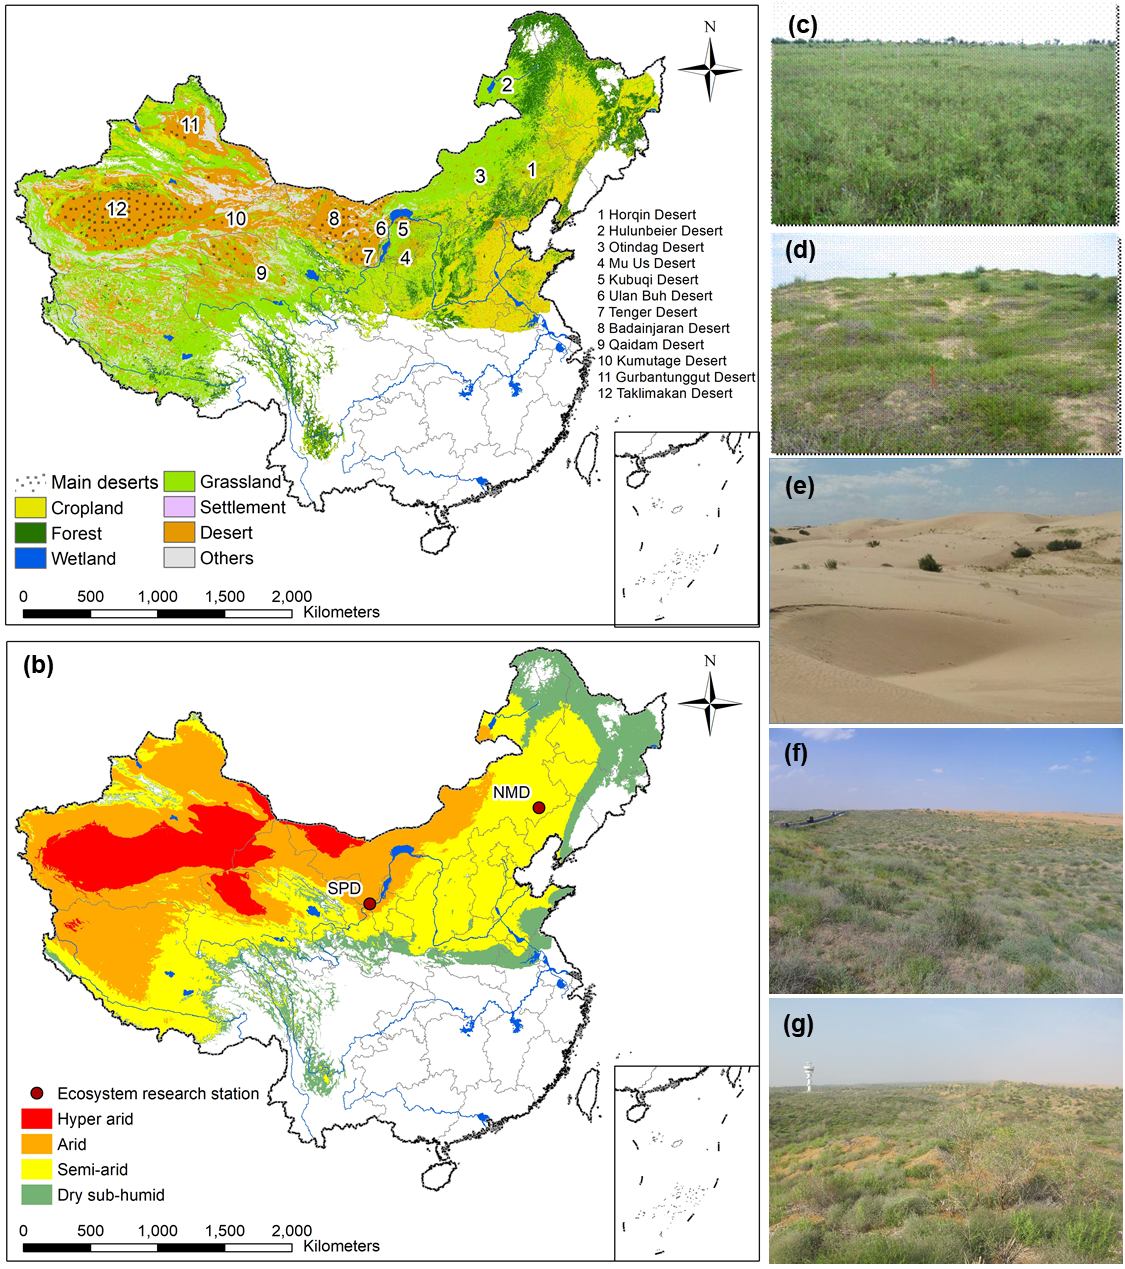 N
2
11
1
3
12
10
8
6
5
7
4
9
1 Horqin Desert
2 Hulunbeier Desert
3 Otindag Desert
4 Mu Us Desert
5 Kubuqi Desert
6 Ulan Buh Desert
7 Tenger Desert
8 Badainjaran Desert
9 Qaidam Desert
10 Kumutage Desert
11 Gurbantunggut Desert
12 Taklimakan Desert
Main deserts
Cropland
Forest
Wetland
Grassland
Settlement
Desert
Others
0 500 1,000 1,500 2,000
Kilometers
(b)
N
NMD
SPD
Ecosystem research station
Hyper arid
Arid
Semi-arid
Dry sub-humid
0 500 1,000 1,500 2,000
Kilometers
(c)
(d)
(e)
(f)
(g)